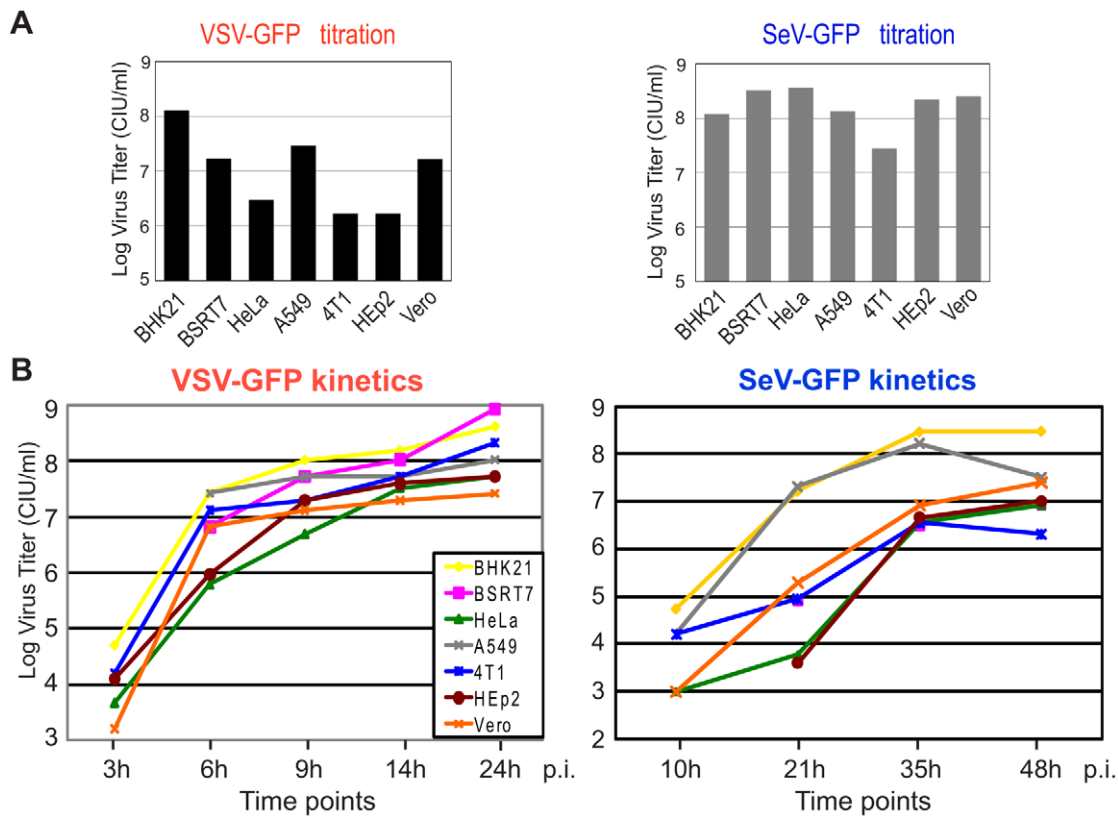 A
VSV-GFP titration
SeV-GFP titration
Log Virus Titer (CIU/ml)
9
8
7
6
5
BHK21
BSRT7
HeLa
A549
4T1
HEp2
Vero
Log Virus Titer (CIU/ml)
9
8
7
6
5
BHK21
BSRT7
HeLa
A549
4T1
HEp2
Vero
B
VSV-GFP kinetics
SeV-GFP kinetics
Log Virus Titer (CIU/ml)
9
8
7
6
5
4
3
BHK21
BSRT7
HeLa
A549
4T1
HEp2
Vero
3h 6h 9h 14h 24h p.i.
Time points
9
8
7
6
5
4
3
2
10h 21h 35h 48h p.i.
Time points